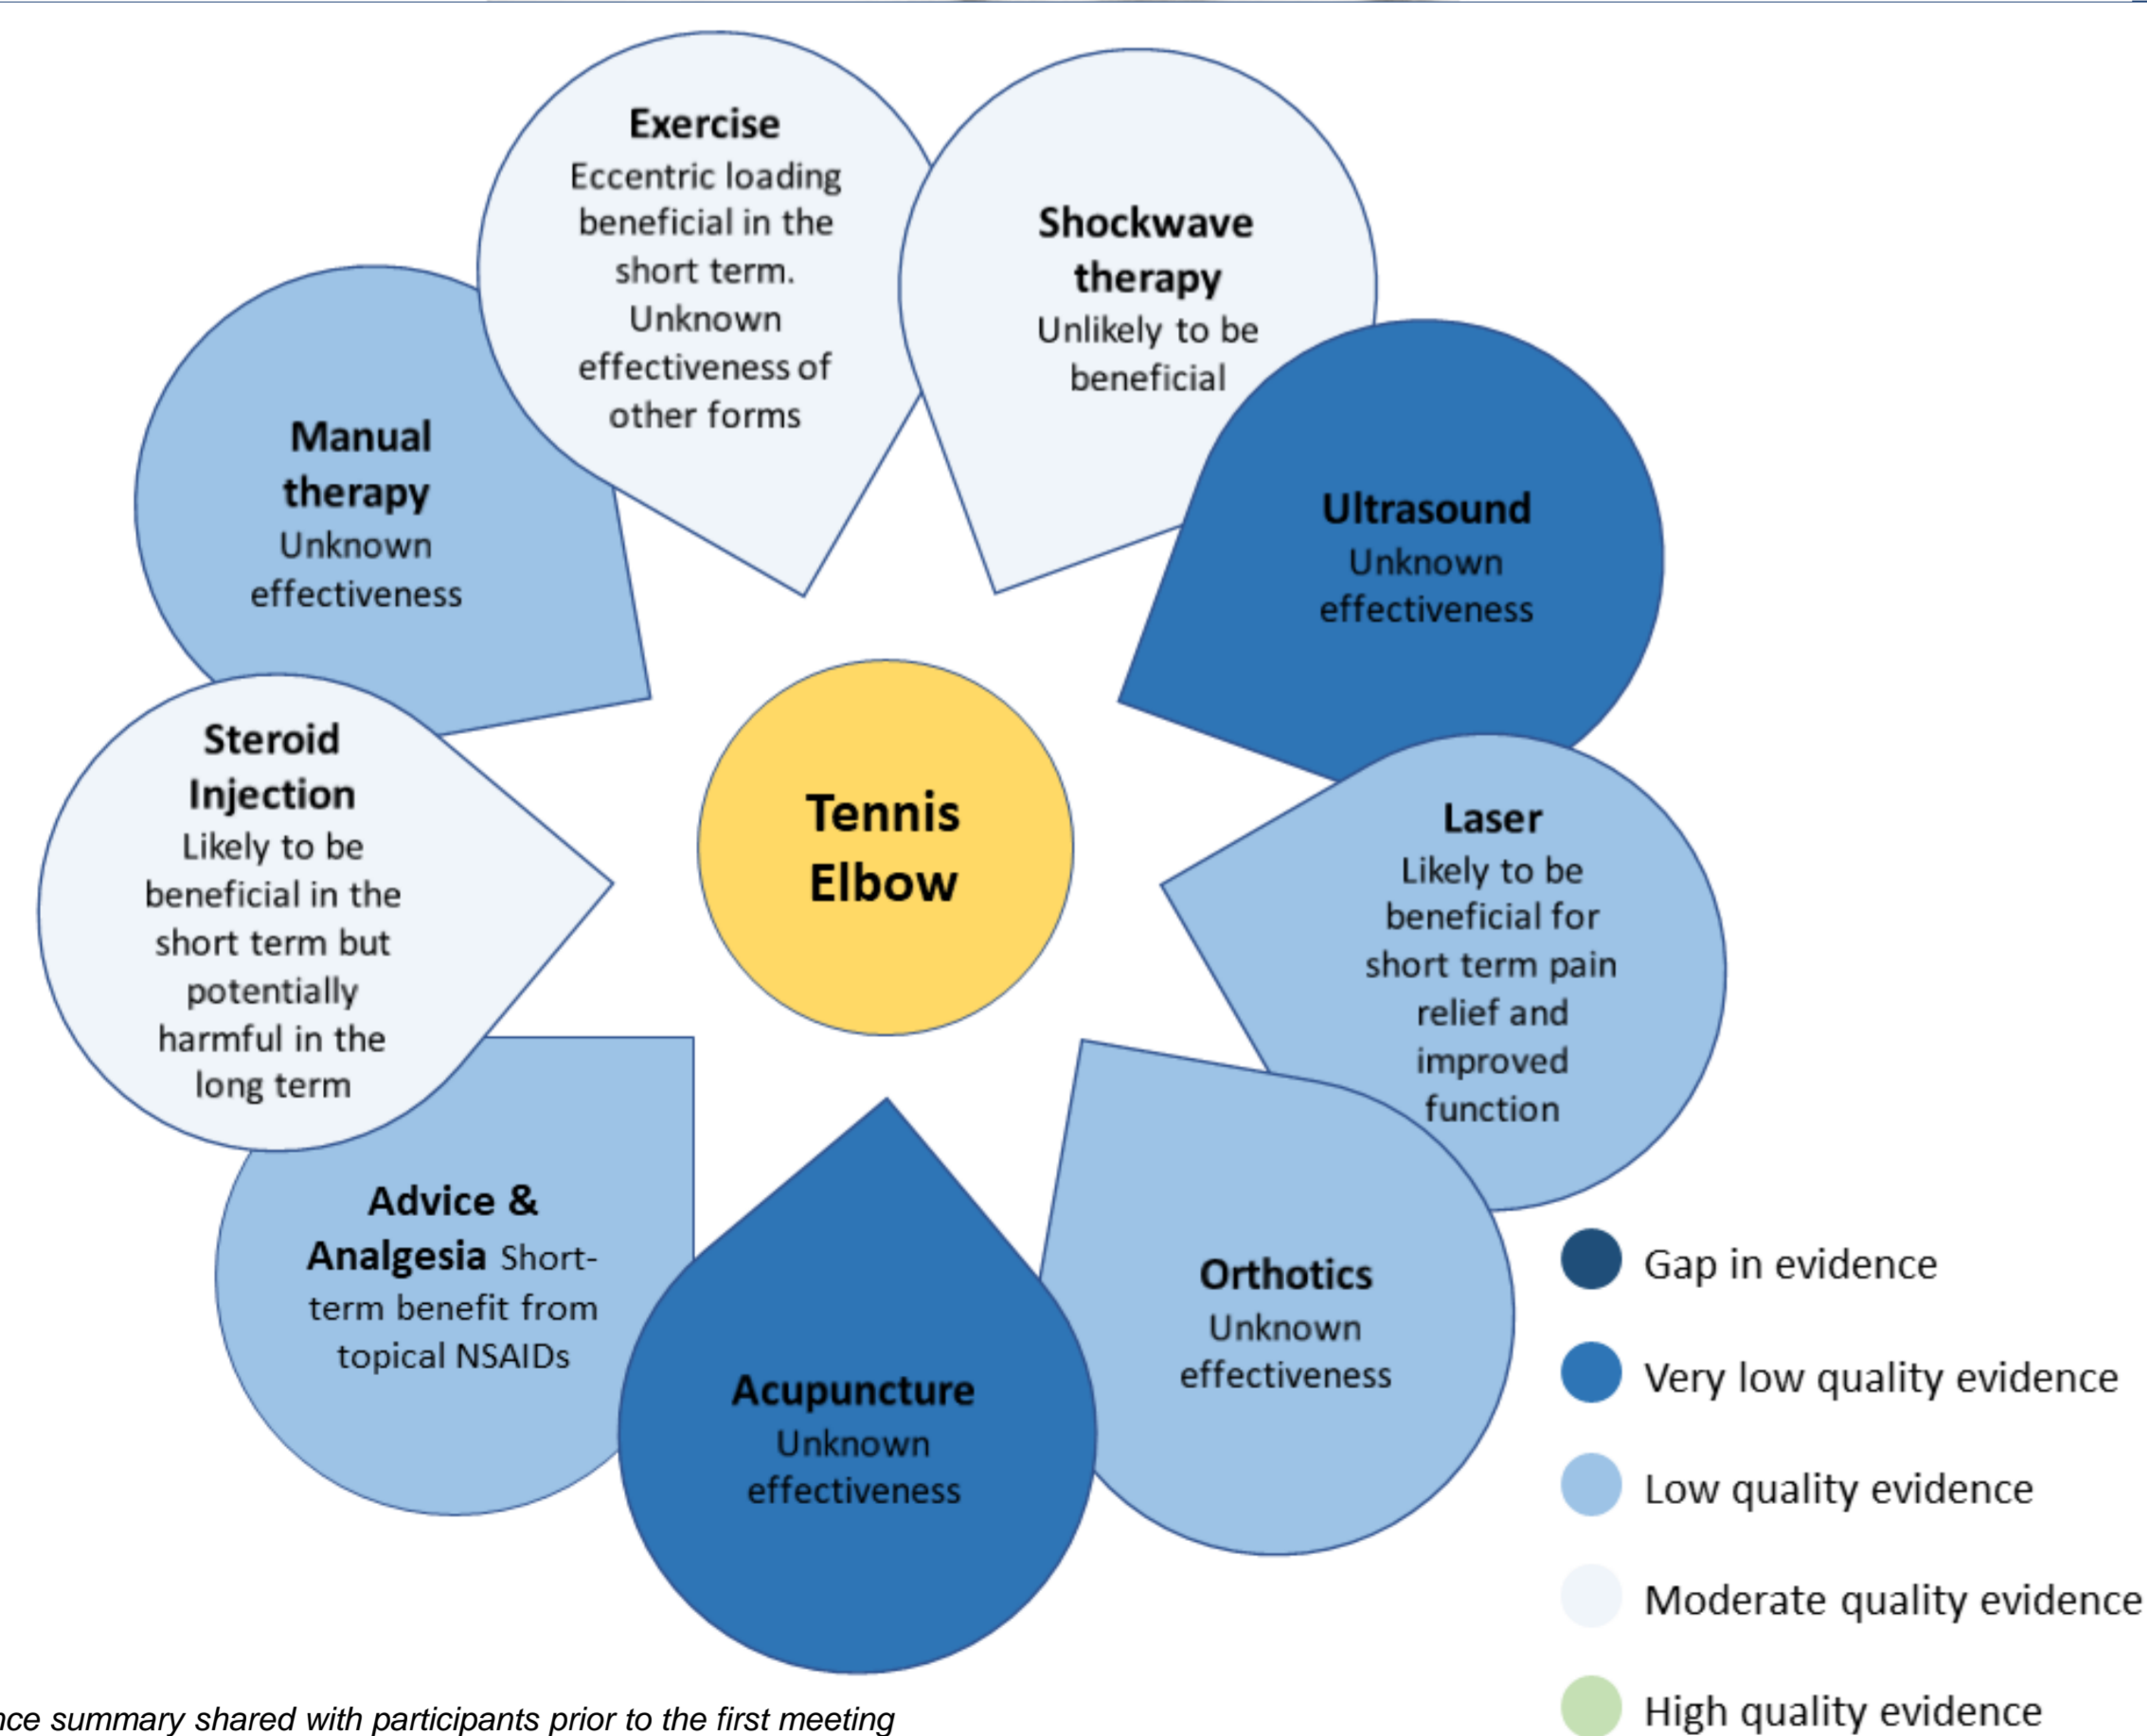 Exercise
Eccentric loading
beneficial in the
short term.
Unknown
effectiveness of
other forms
Shockwave
therapy
Unlikely to be
beneficial
Manual
therapy
Unknown
effectiveness
Ultrasound
Unknown
effectiveness
Steroid
Injection
Likely to be
beneficial in the
short term but
potentially
harmful in the
long term
Tennis
Elbow
Laser
Likely to be
beneficial for
short term pain
relief and
improved
function
Advice &
Analgesia Short-
term benefit from
topical NSAIDs
Acupuncture
Unknown
effectiveness
Orthotics
Unknown
effectiveness
Gap in evidence
Very low quality evidence
Low quality evidence
Moderate quality evidence
High quality evidence
summary shared with participants prior to the first meeting